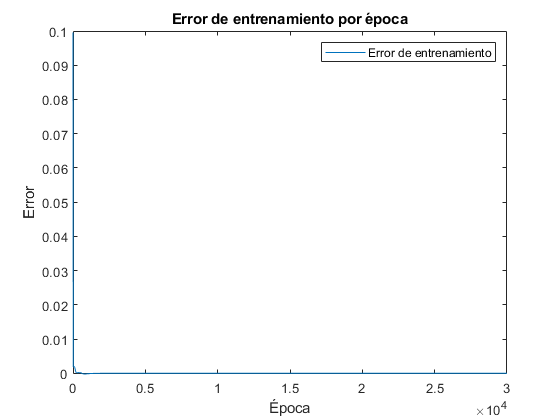 Error de entrenamiento por época
Error de entrenamiento
0.1
0.09
0.08
0.07
0.06
0.05
0.04
0.03
0.02
0.01
0
Error
0 0.5 1 1.5 2 2.5 3
×10⁴
Época